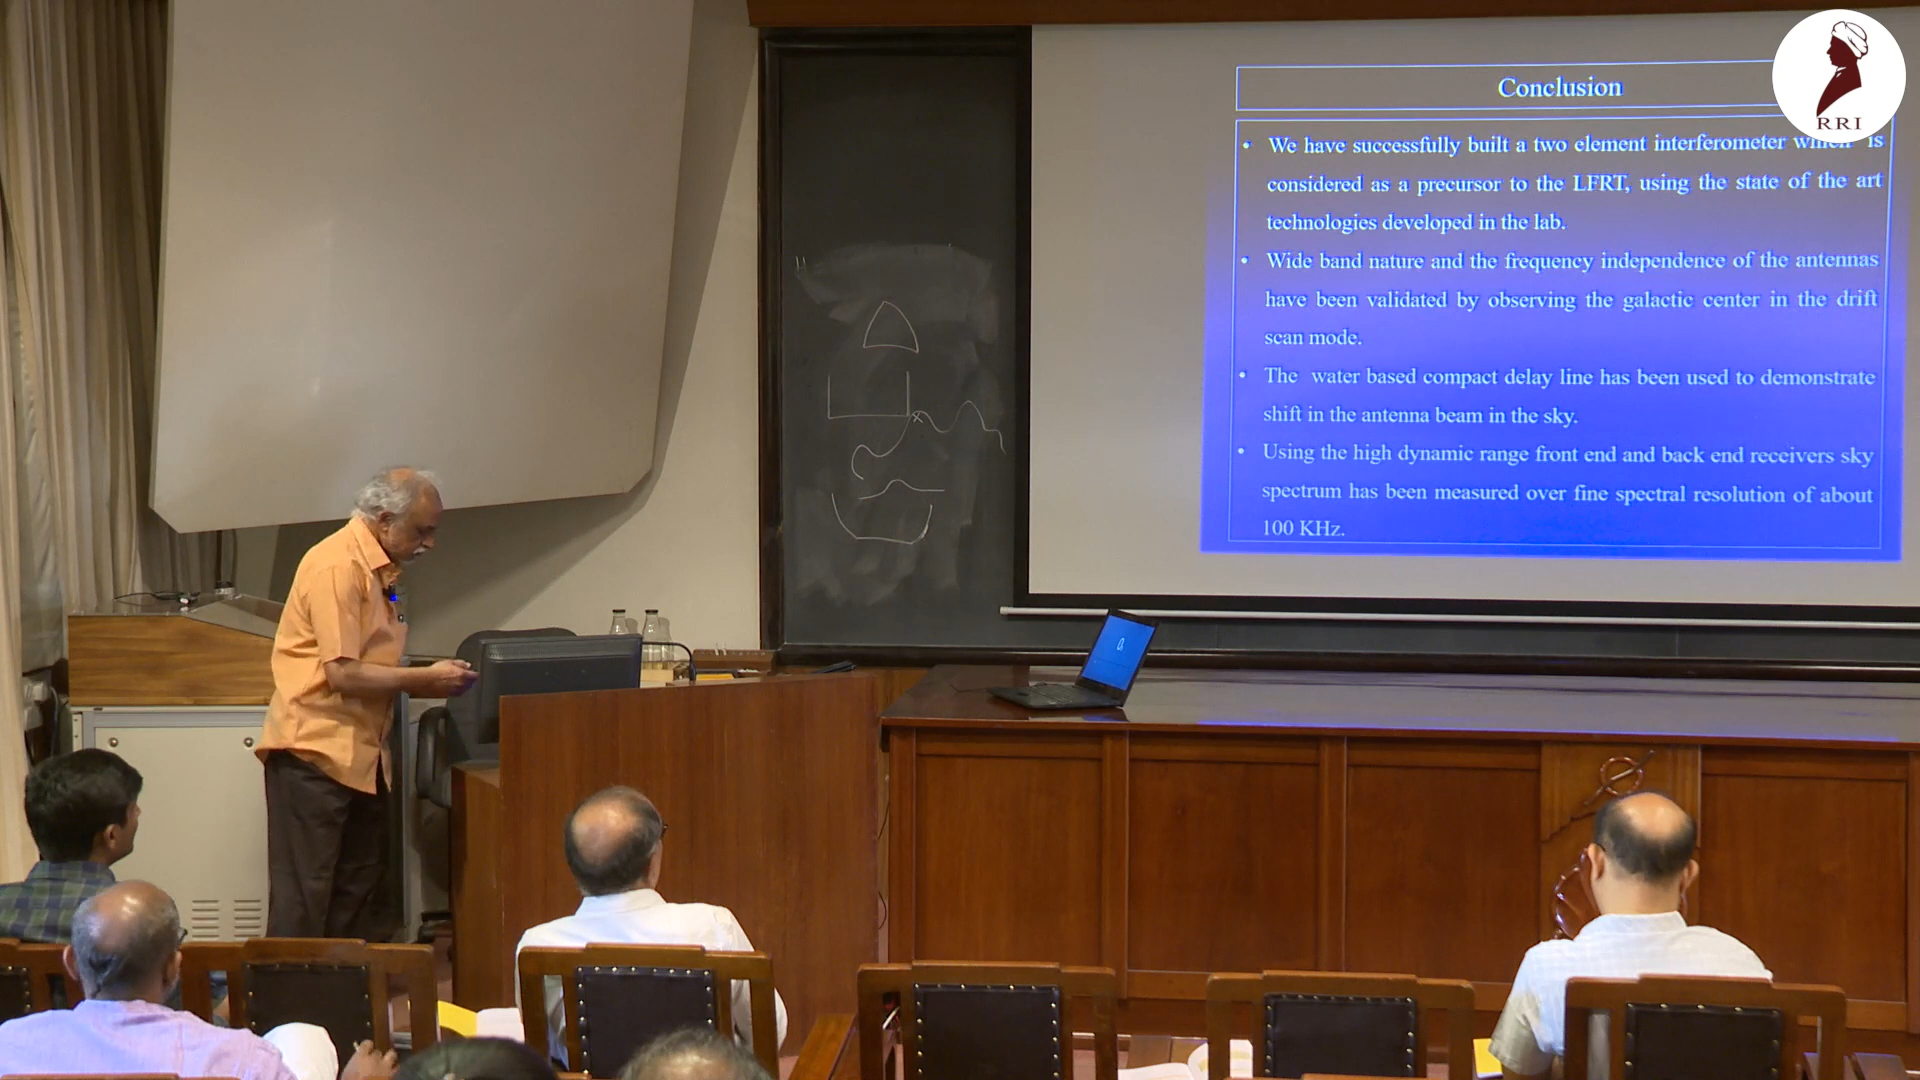 Conclusion
• We have successfully built a two element interferometer which is
considered as a precursor to the LFRT, using the state of the art
technologies developed in the lab.
• Wide band nature and the frequency independence of the antennas
have been validated by observing the galactic center in the drift
scan mode.
• The water based compact delay line has been used to demonstrate
shift in the antenna beam in the sky.
• Using the high dynamic range front end and back end receivers sky
spectrum has been measured over fine spectral resolution of about
100 KHz.
RRI